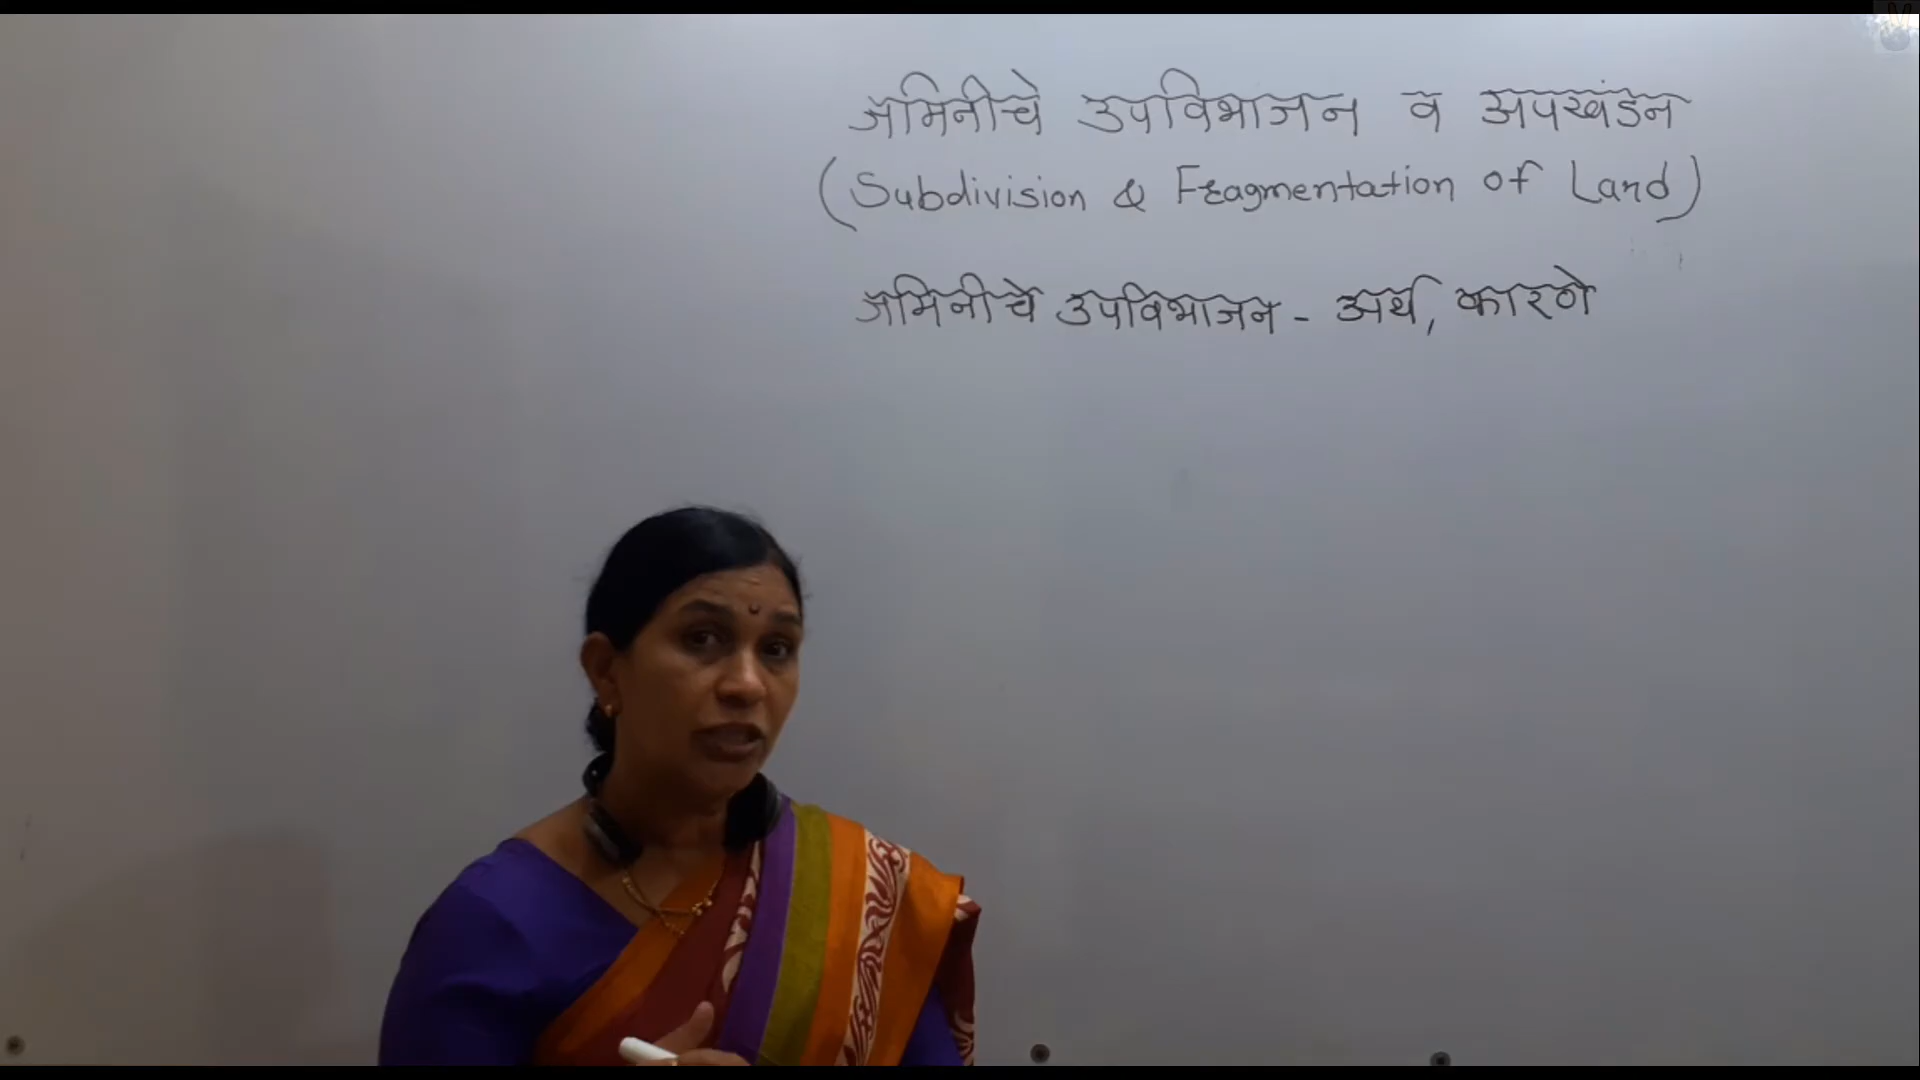 जमिनीचे उपविभाजन व अपखंडन
(Subdivision & Fragmentation of Land)
जमिनीचे उपविभाजन - अर्थ, कारणे